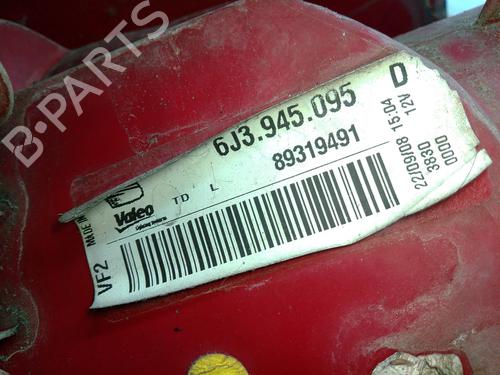 B-PARTS
6J3.945.095 D
89319491
22/09/08 15:04 12V
3830
0000
TD L
Valeo
MADE IN
VF2